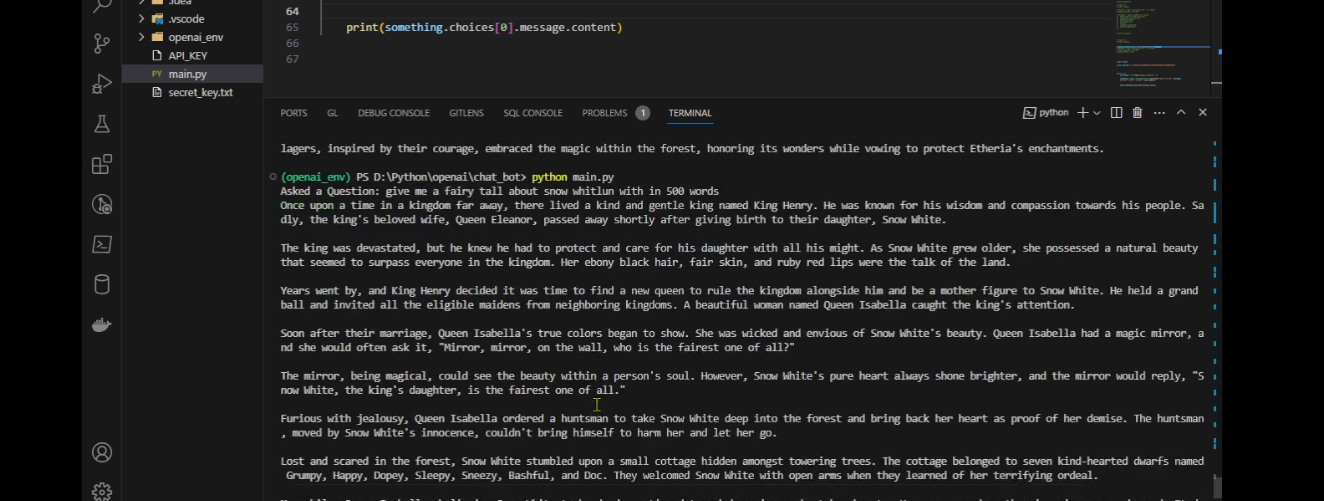 .idea
64
.vscode
65 print(something.choices[0].message.content)
openai_env
66
API_KEY
67
PY main.py
secret_key.txt
PORTS GL DEBUG CONSOLE GITLENS SQL CONSOLE PROBLEMS 1 TERMINAL python
lagers, inspired by their courage, embraced the magic within the forest, honoring its wonders while vowing to protect Etheria's enchantments.
(openai_env) PS D:\Python\openai\chat_bot> python main.py
Asked a Question: give me a fairy tall about snow whitlun with in 500 words
Once upon a time in a kingdom far away, there lived a kind and gentle king named King Henry. He was known for his wisdom and compassion towards his people. Sa
dly, the king's beloved wife, Queen Eleanor, passed away shortly after giving birth to their daughter, Snow White.
The king was devastated, but he knew he had to protect and care for his daughter with all his might. As Snow White grew older, she possessed a natural beauty
that seemed to surpass everyone in the kingdom. Her ebony black hair, fair skin, and ruby red lips were the talk of the land.
Years went by, and King Henry decided it was time to find a new queen to rule the kingdom alongside him and be a mother figure to Snow White. He held a grand
ball and invited all the eligible maidens from neighboring kingdoms. A beautiful woman named Queen Isabella caught the king's attention.
Soon after their marriage, Queen Isabella's true colors began to show. She was wicked and envious of Snow White's beauty. Queen Isabella had a magic mirror, a
nd she would often ask it, "Mirror, mirror, on the wall, who is the fairest one of all?"
The mirror, being magical, could see the beauty within a person's soul. However, Snow White's pure heart always shone brighter, and the mirror would reply, "S
now White, the king's daughter, is the fairest one of all."
Furious with jealousy, Queen Isabella ordered a huntsman to take Snow White deep into the forest and bring back her heart as proof of her demise. The huntsman
, moved by Snow White's innocence, couldn't bring himself to harm her and let her go.
Lost and scared in the forest, Snow White stumbled upon a small cottage hidden amongst towering trees. The cottage belonged to seven kind-hearted dwarfs named
Grumpy, Happy, Dopey, Sleepy, Sneezy, Bashful, and Doc. They welcomed Snow White with open arms when they learned of her terrifying ordeal.